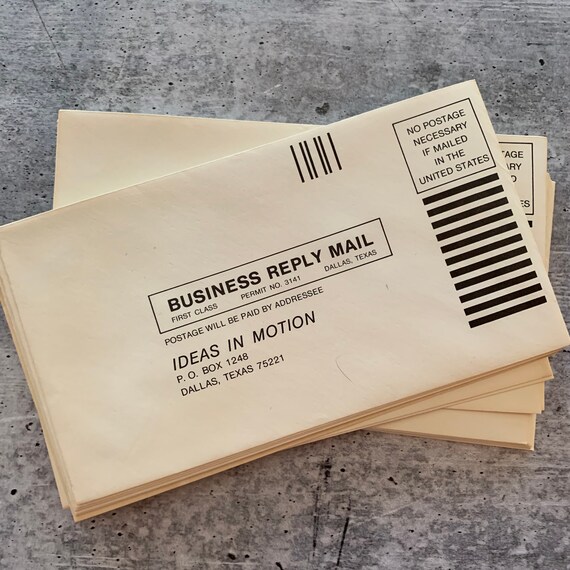 NO POSTAGE
NECESSARY
IF MAILED
IN THE
UNITED STATES
BUSINESS REPLY MAIL
FIRST CLASS PERMIT NO. 3141 DALLAS, TEXAS
POSTAGE WILL BE PAID BY ADDRESSEE
IDEAS IN MOTION
P. O. BOX 1248
DALLAS, TEXAS 75221